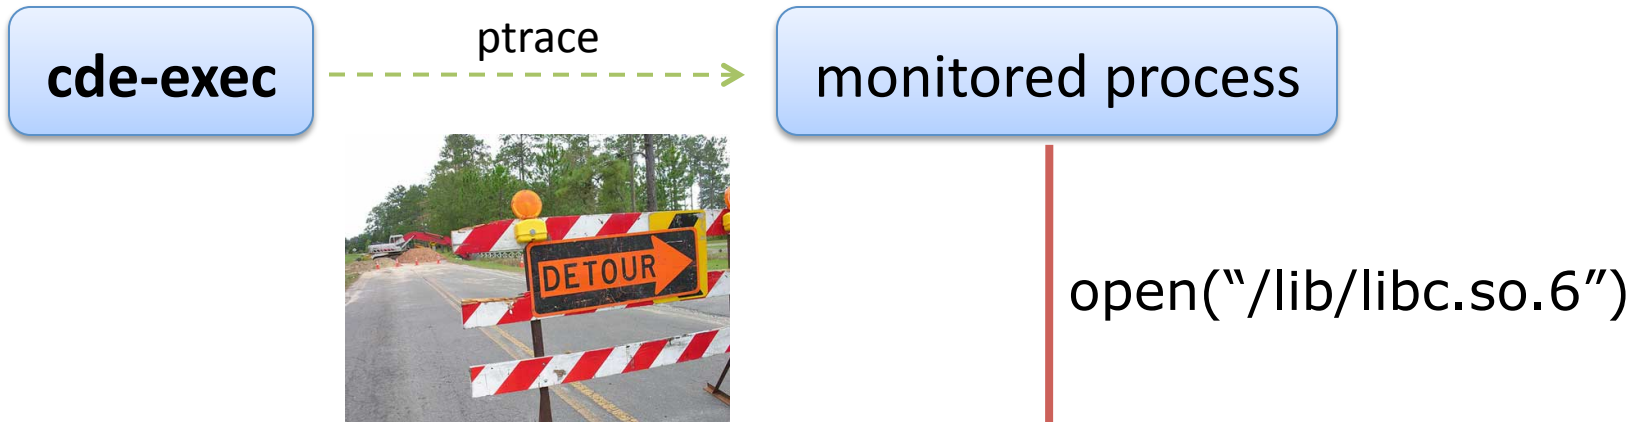 cde-exec
ptrace
monitored process
DETOUR
open(“/lib/libc.so.6”)